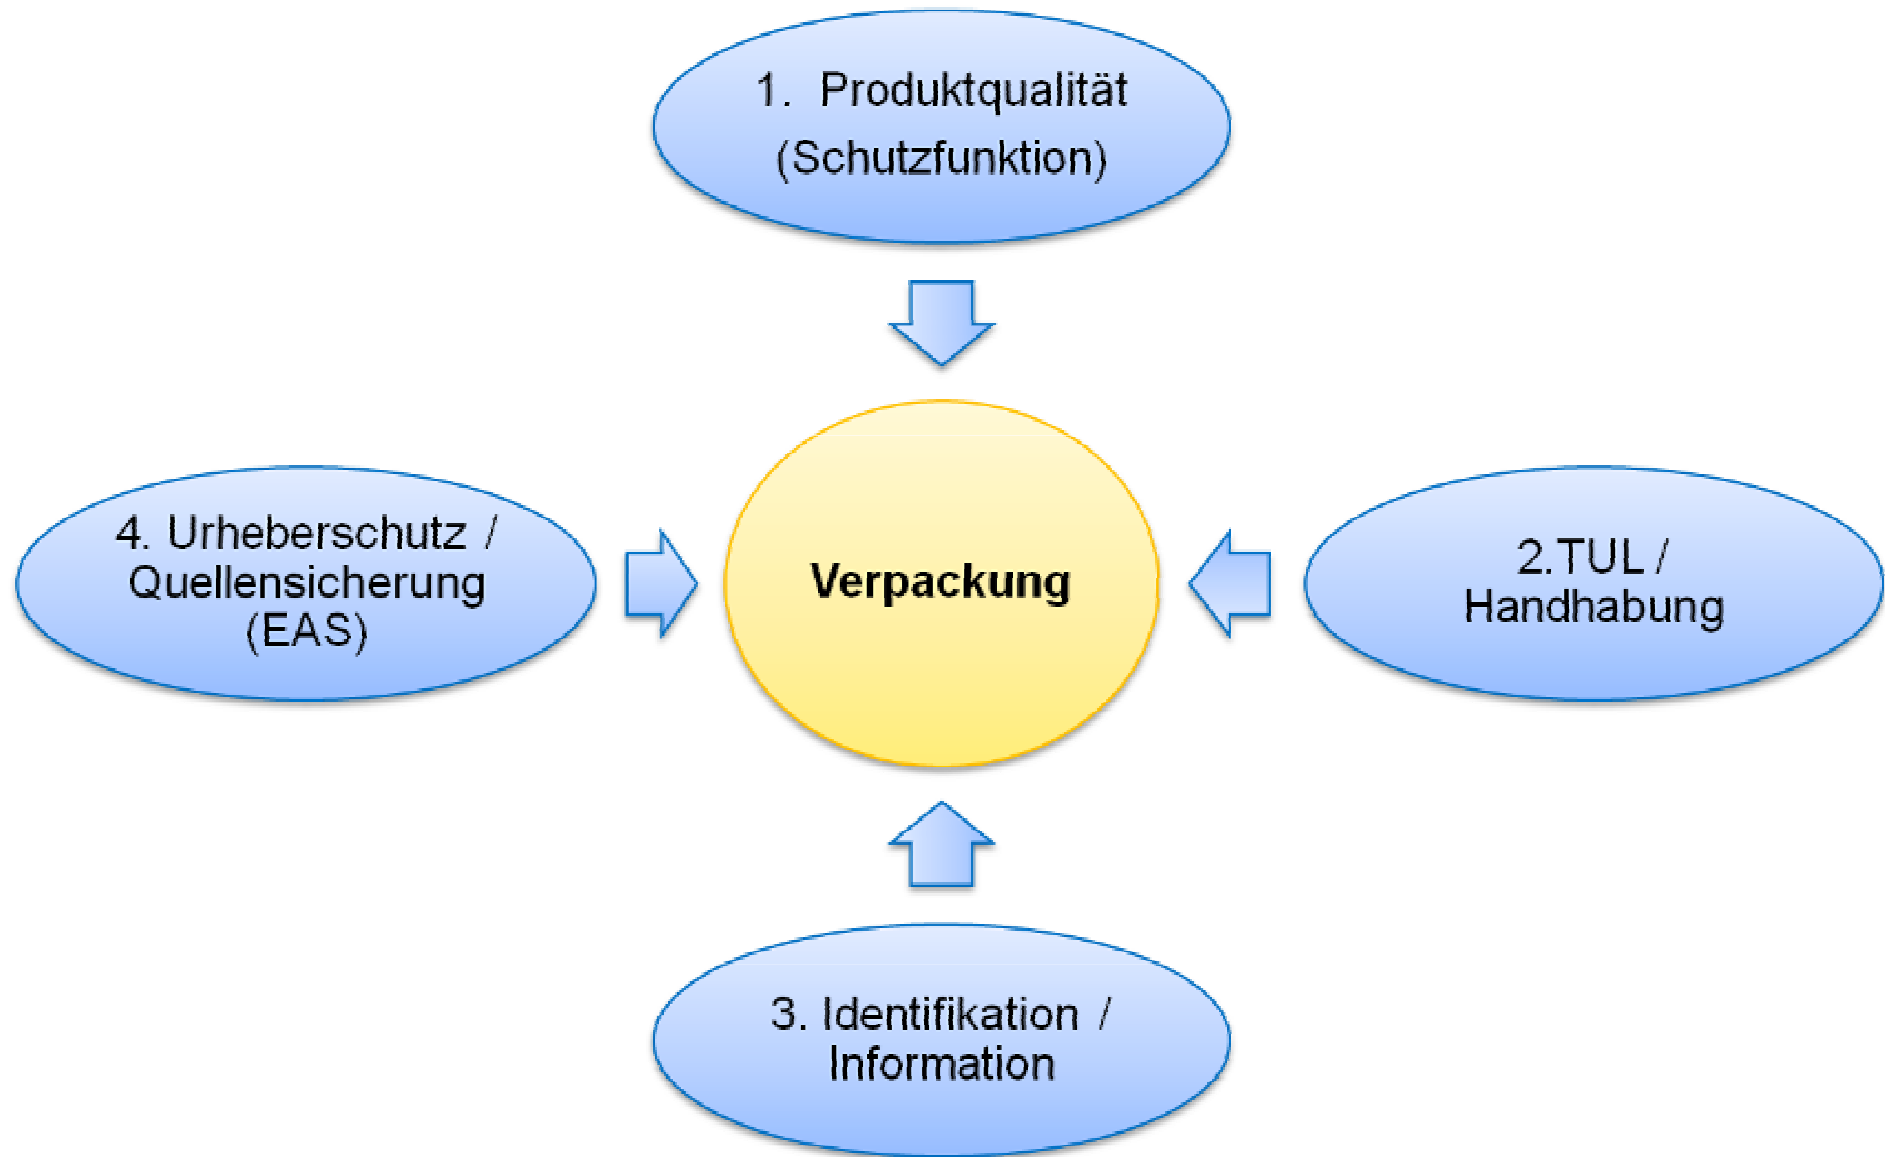 1. Produktqualität
(Schutzfunktion)
4. Urheberschutz /
Quellensicherung
(EAS)
Verpackung
2.TUL /
Handhabung
3. Identifikation /
Information